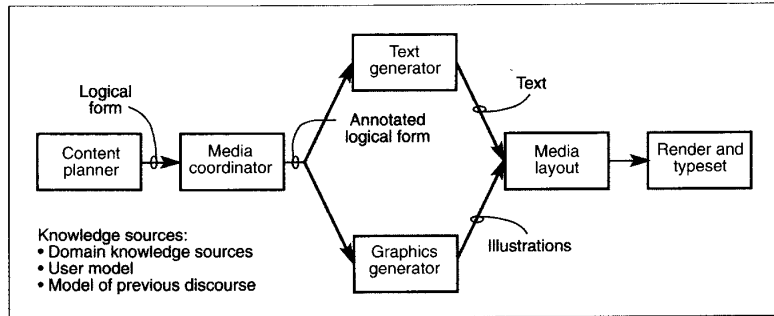 Text
generator
Logical
form
Text
Annotated
logical form
Content
planner
Media
coordinator
Media
layout
Render and
typeset
Knowledge sources:
• Domain knowledge sources
• User model
• Model of previous discourse
Graphics
generator
Illustrations